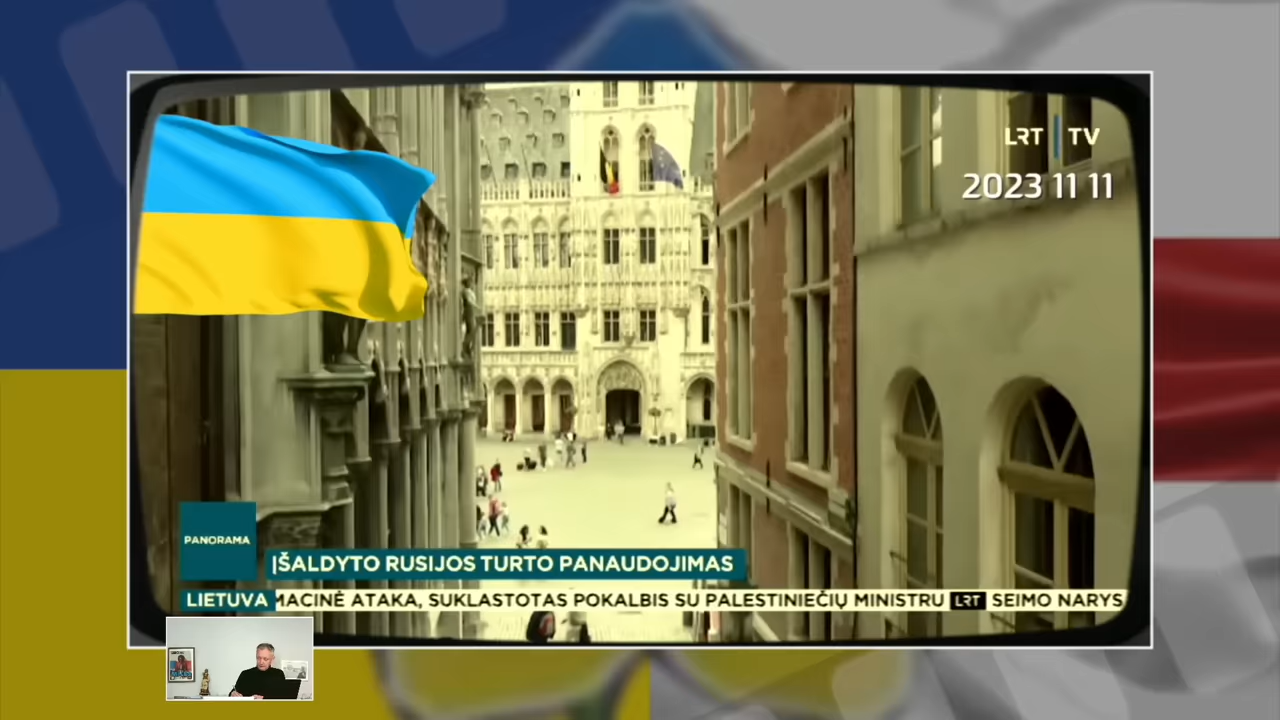 LRT TV
2023 11 11
PANORAMA
ĮŠALDYTO RUSIJOS TURTO PANAUDOJIMAS
LIETUVA MACINĖ ATAKA, SUKLASTOTAS POKALBIS SU PALESTINIEČIŲ MINISTRU LRT SEIMO NARYS